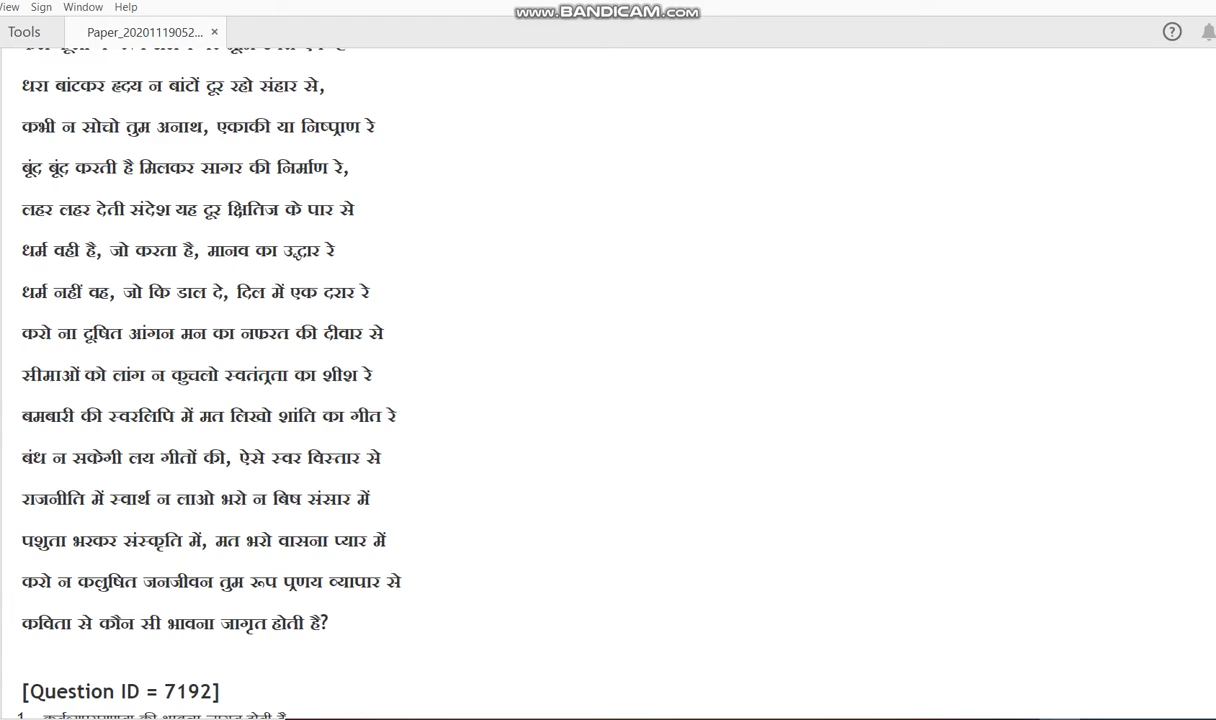 View Sign Window Help
www.BANDICAM.com
Tools Paper_20201119052... ×
धरा बांटकर हृदय न बांटों दूर रहो संहार से,
कभी न सोचो तुम अनाथ, एकाकी या निष्प्राण रे
बूंद बूंद करती है मिलकर सागर की निर्माण रे,
लहर लहर देती संदेश यह दूर क्षितिज के पार से
धर्म वही है, जो करता है, मानव का उद्धार रे
धर्म नहीं वह, जो कि डाल दे, दिल में एक दरार रे
करो ना दूषित आंगन मन का नफरत की दीवार से
सीमाओं को लांग न कुचलो स्वतंत्रता का शीश रे
बमबारी की स्वरलिपि में मत लिखो शांति का गीत रे
बंध न सकेगी लय गीतों की, ऐसे स्वर विस्तार से
राजनीति में स्वार्थ न लाओ भरो न बिष संसार में
पशुता भरकर संस्कृति में, मत भरो वासना प्यार में
करो न कलुषित जनजीवन तुम रूप प्रणय व्यापार से
कविता से कौन सी भावना जागृत होती है?
[Question ID = 7192]